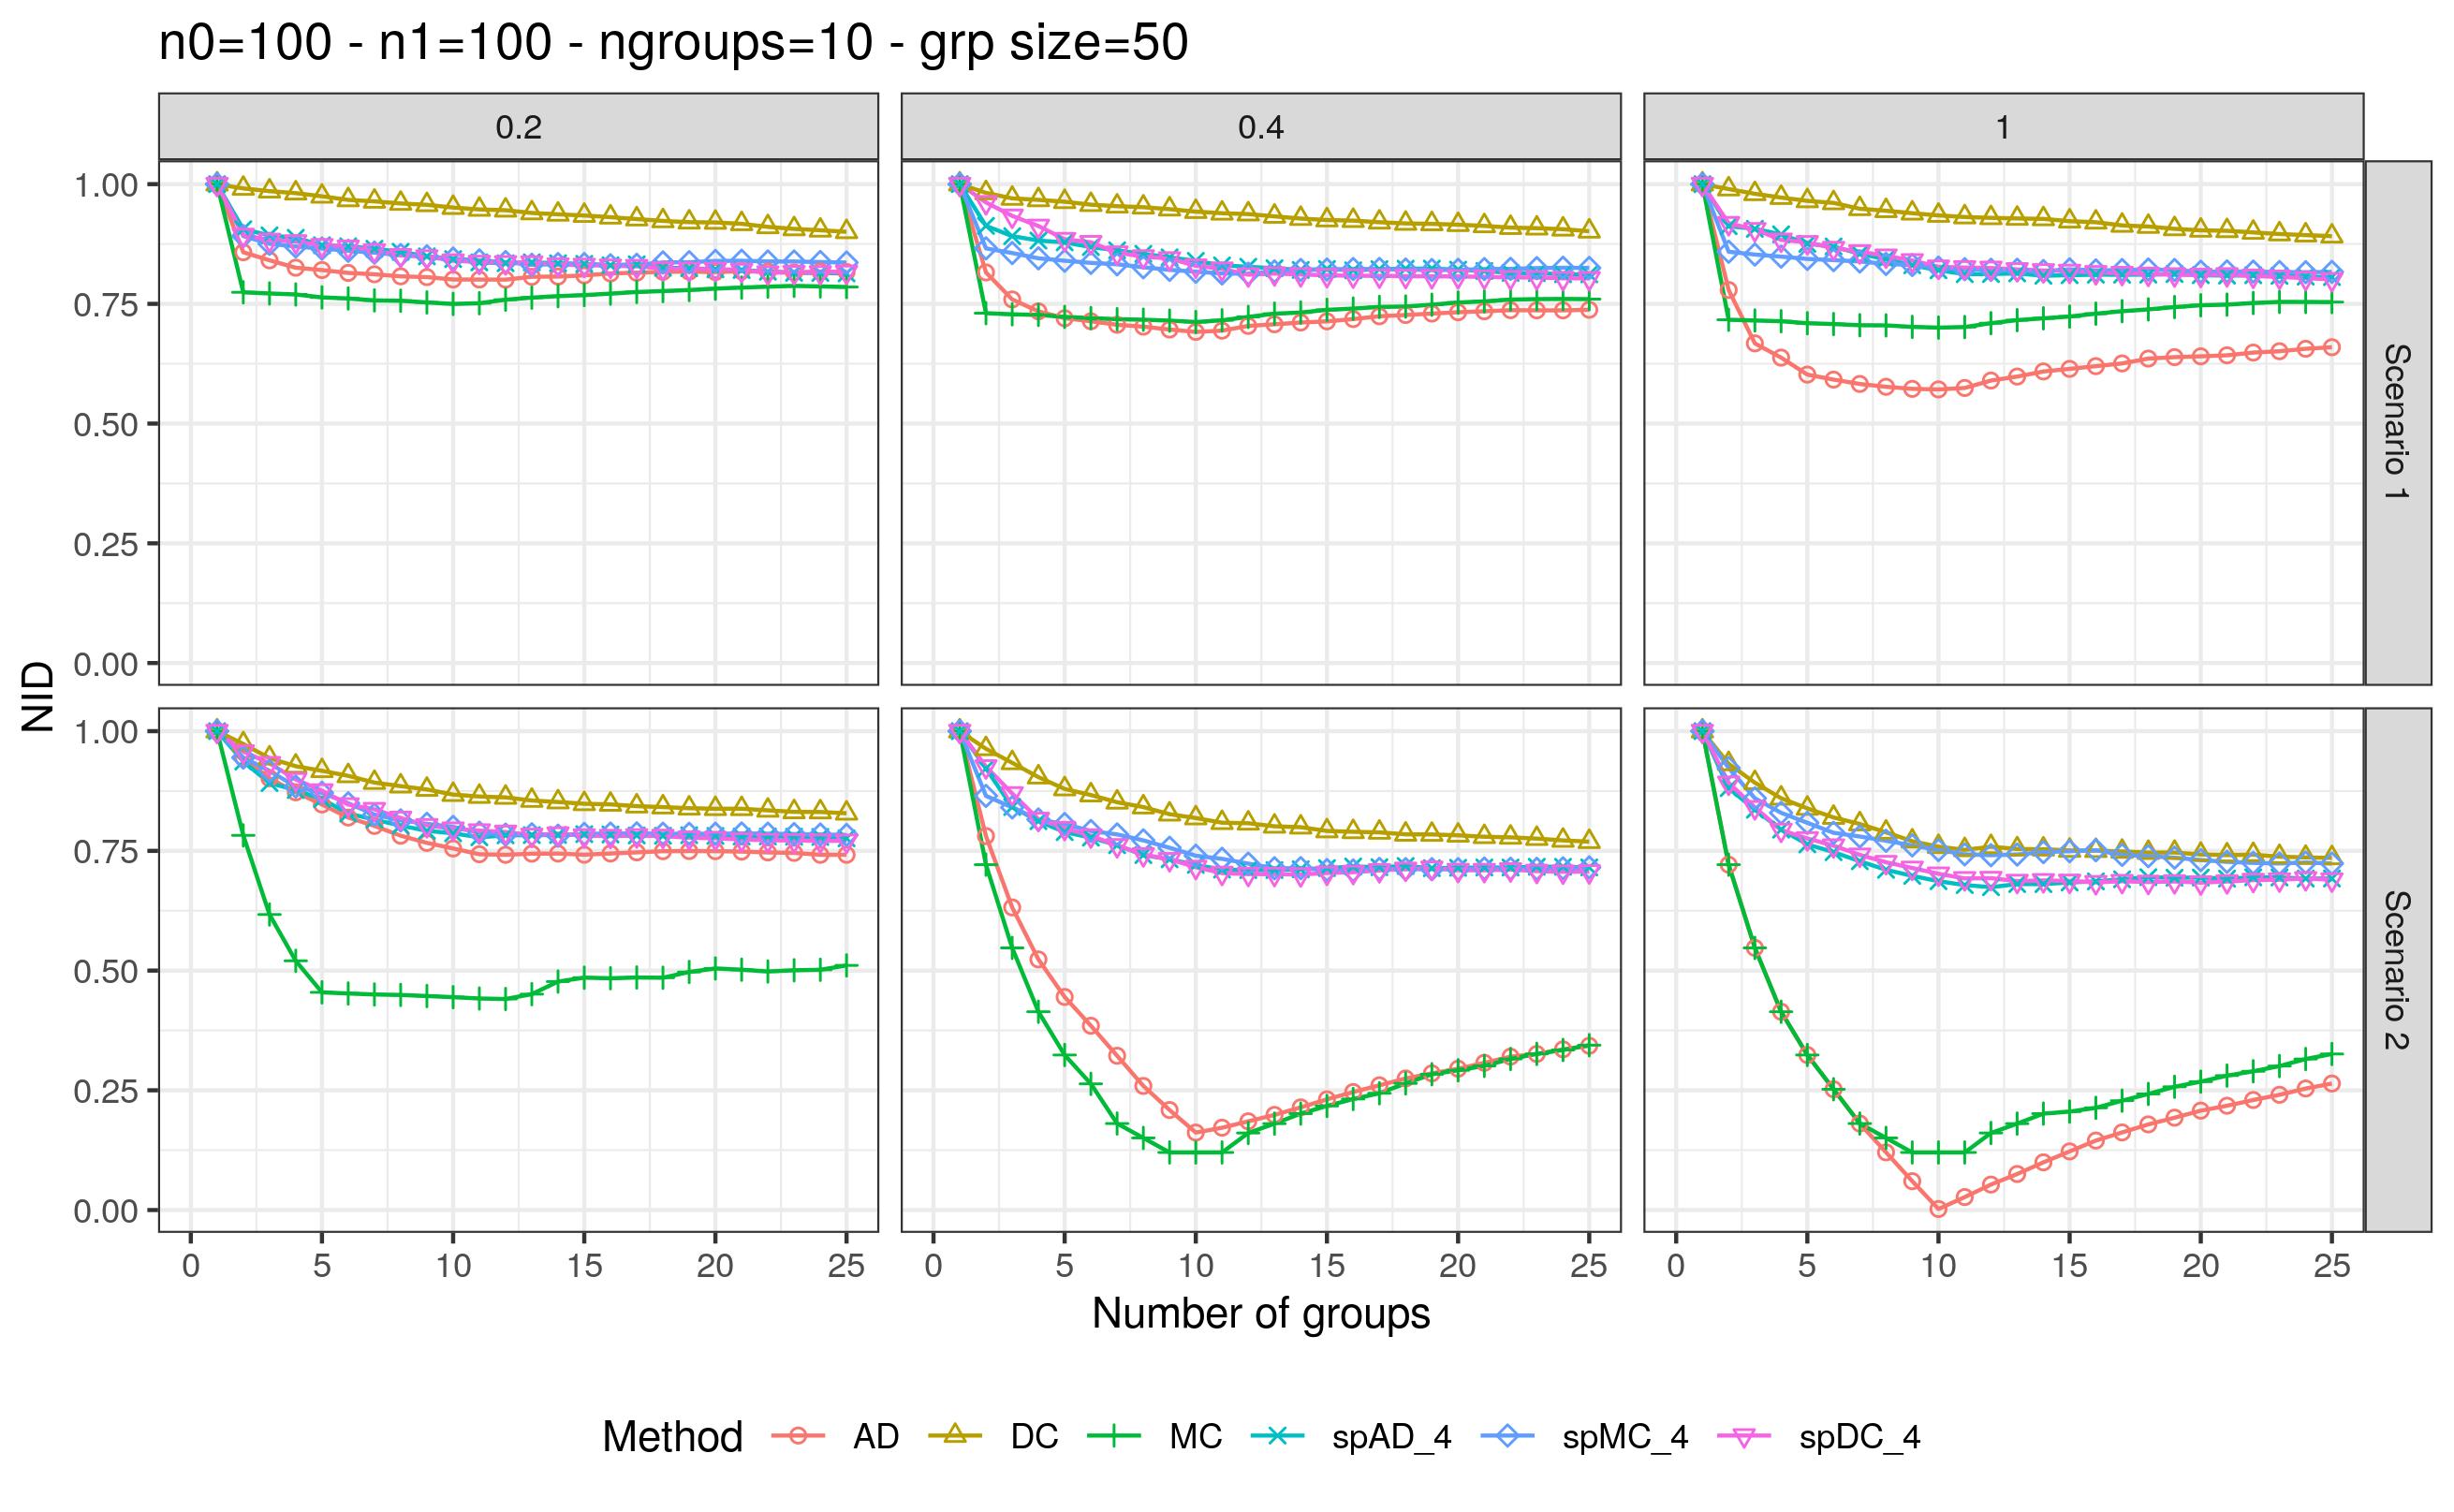 n0=100 - n1=100 - ngroups=10 - grp size=50
0.2 0.4 1
1.00
0.75
0.50
0.25
0.00
Scenario 1
NID
1.00
0.75
0.50
0.25
0.00
Scenario 2
0 5 10 15 20 25 0 5 10 15 20 25 0 5 10 15 20 25
Number of groups
Method AD DC MC spAD_4 spMC_4 spDC_4